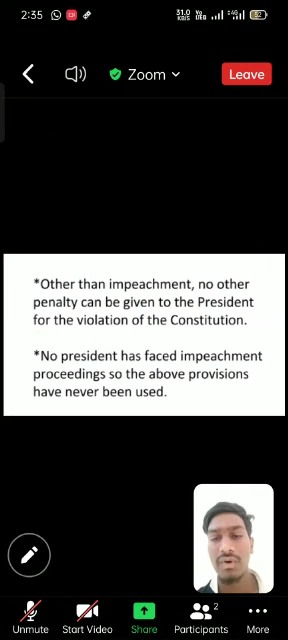 2:35
Zoom
Leave
*Other than impeachment, no other
penalty can be given to the President
for the violation of the Constitution.
*No president has faced impeachment
proceedings so the above provisions
have never been used.
Unmute
Start Video
Share
2
Participants
More